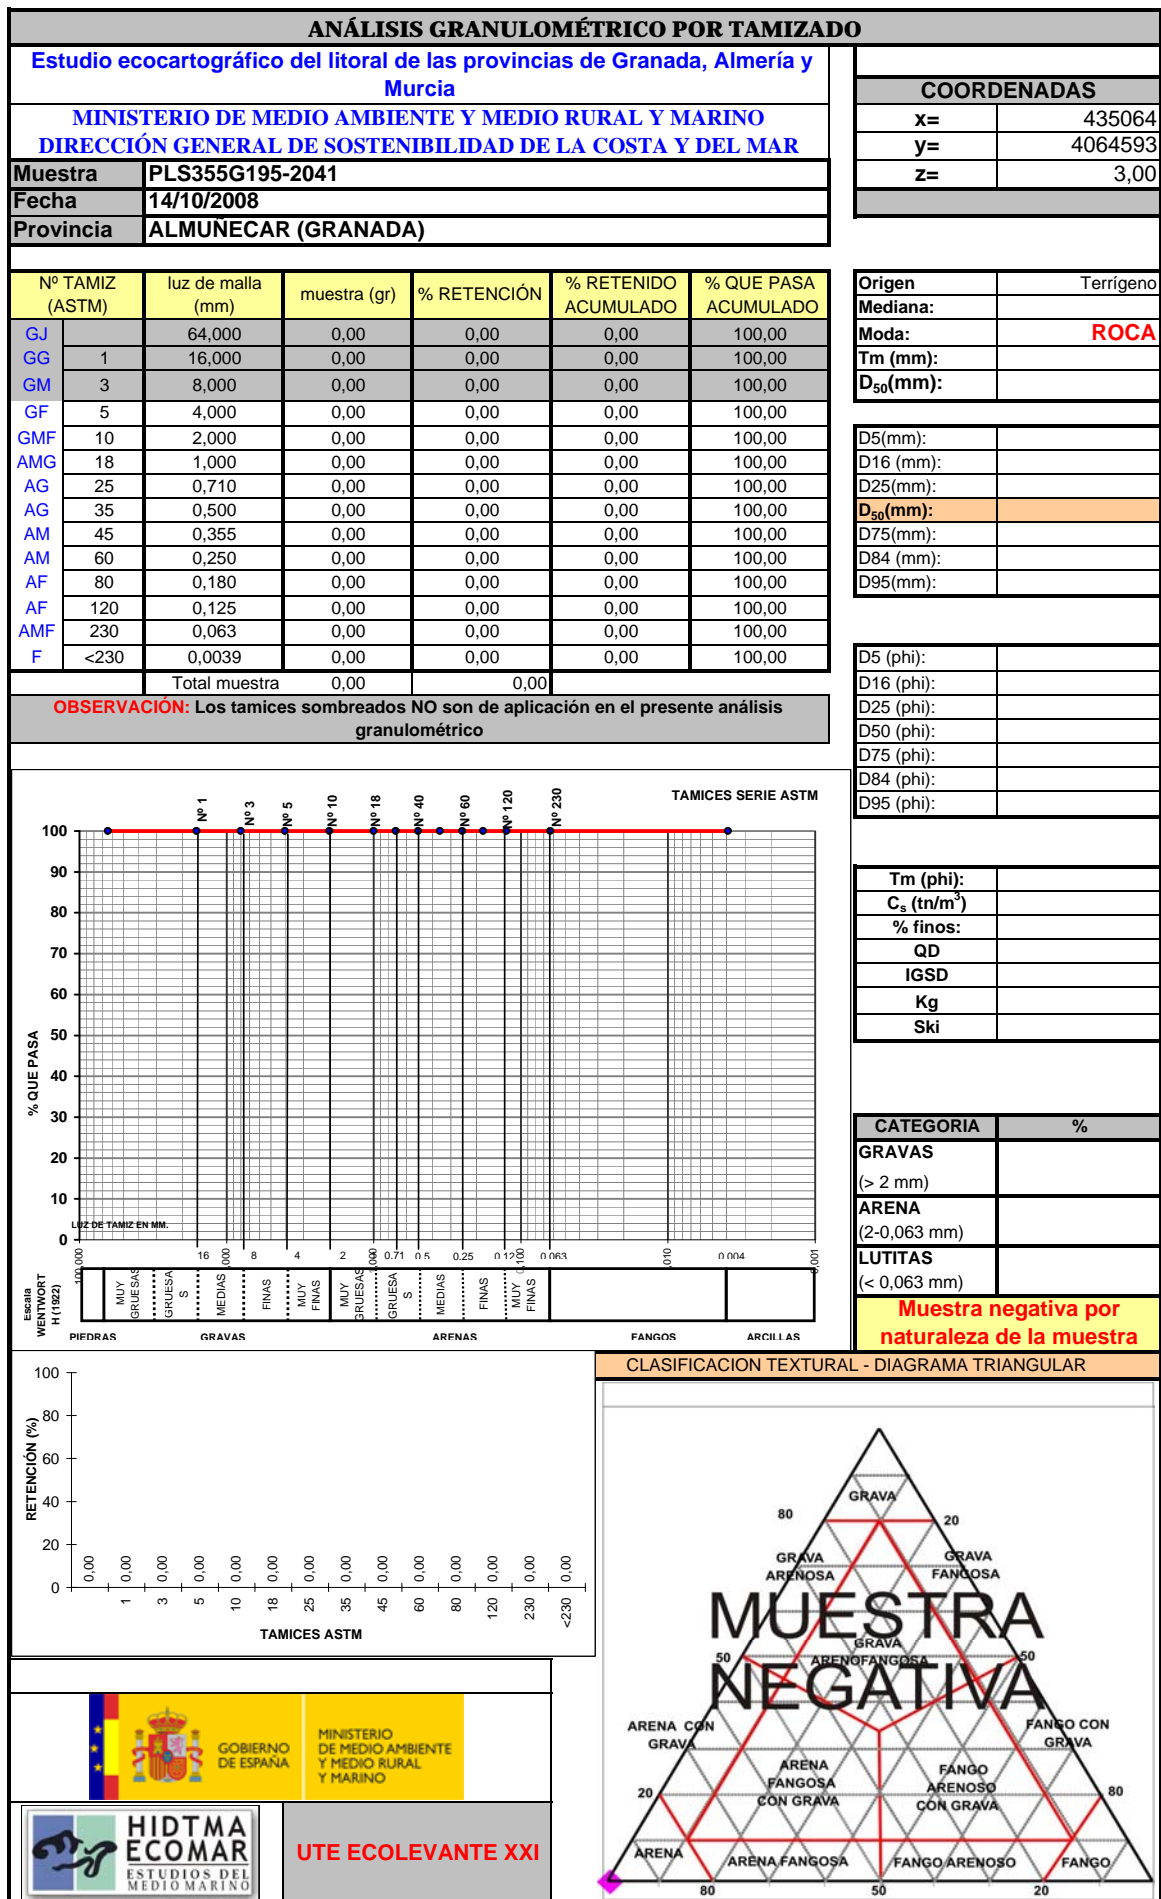 ANÁLISIS GRANULOMÉTRICO POR TAMIZADO
Estudio ecocartográfico del litoral de las provincias de Granada, Almería y
Murcia
MINISTERIO DE MEDIO AMBIENTE Y MEDIO RURAL Y MARINO
DIRECCIÓN GENERAL DE SOSTENIBILIDAD DE LA COSTA Y DEL MAR
Muestra PLS355G195-2041
Fecha 14/10/2008
Provincia ALMUÑECAR (GRANADA)
COORDENADAS
x= 435064
y= 4064593
z= 3,00
Nº TAMIZ (ASTM) luz de malla (mm) muestra (gr) % RETENCIÓN % RETENIDO ACUMULADO % QUE PASA ACUMULADO
GJ 64,000 0,00 0,00 0,00 100,00
GG 1 16,000 0,00 0,00 0,00 100,00
GM 3 8,000 0,00 0,00 0,00 100,00
GF 5 4,000 0,00 0,00 0,00 100,00
GMF 10 2,000 0,00 0,00 0,00 100,00
AMG 18 1,000 0,00 0,00 0,00 100,00
AG 25 0,710 0,00 0,00 0,00 100,00
AG 35 0,500 0,00 0,00 0,00 100,00
AM 45 0,355 0,00 0,00 0,00 100,00
AM 60 0,250 0,00 0,00 0,00 100,00
AF 80 0,180 0,00 0,00 0,00 100,00
AF 120 0,125 0,00 0,00 0,00 100,00
AMF 230 0,063 0,00 0,00 0,00 100,00
F <230 0,0039 0,00 0,00 0,00 100,00
Total muestra 0,00 0,00
OBSERVACIÓN: Los tamices sombreados NO son de aplicación en el presente análisis
granulométrico
Origen Terrígeno
Mediana:
Moda: ROCA
Tm (mm):
D50(mm):
D5(mm):
D16 (mm):
D25(mm):
D50(mm):
D75(mm):
D84 (mm):
D95(mm):
D5 (phi):
D16 (phi):
D25 (phi):
D50 (phi):
D75 (phi):
D84 (phi):
D95 (phi):
Tm (phi):
Cs (tn/m3)
% finos:
QD
IGSD
Kg
Ski
CATEGORIA %
GRAVAS
(> 2 mm)
ARENA
(2-0,063 mm)
LUTITAS
(< 0,063 mm)
Muestra negativa por
naturaleza de la muestra
TAMICES SERIE ASTM
Nº 1 Nº 3 Nº 5 Nº 10 Nº 18 Nº 40 Nº 60 Nº 120 Nº 230
% QUE PASA
100
90
80
70
60
50
40
30
20
10
0
LUZ DE TAMIZ EN MM.
16 8 4 2 0.71 0.5 0.25 0.12 0.063 0.004
100,000 ,000 ,000 0,100 ,010 ,001
Escala
WENTWORT
H (1922)
MUY GRUESAS GRUESA S MEDIAS FINAS MUY FINAS MUY GRUESAS GRUESA S MEDIAS FINAS MUY FINAS
PIEDRAS GRAVAS ARENAS FANGOS ARCILLAS
RETENCIÓN (%)
100
80
60
40
20
0
0,00 0,00 0,00 0,00 0,00 0,00 0,00 0,00 0,00 0,00 0,00 0,00 0,00 0,00
1 3 5 10 18 25 35 45 60 80 120 230 <230
TAMICES ASTM
CLASIFICACION TEXTURAL - DIAGRAMA TRIANGULAR
GRAVA
80 20
GRAVA ARENOSA
GRAVA FANGOSA
MUESTRA
GRAVA
ARENOFANGOSA
50 50
NEGATIVA
ARENA CON GRAVA
FANGO CON GRAVA
ARENA FANGOSA CON GRAVA
FANGO ARENOSO CON GRAVA
20 80
ARENA ARENA FANGOSA FANGO ARENOSO FANGO
80 50 20
GOBIERNO
DE ESPAÑA
MINISTERIO
DE MEDIO AMBIENTE
Y MEDIO RURAL
Y MARINO
HIDTMA
ECOMAR
ESTUDIOS DEL
MEDIO MARINO
UTE ECOLEVANTE XXI